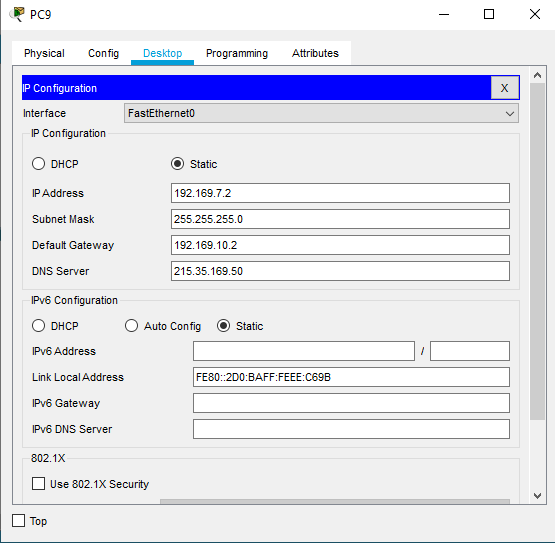 PC9
Physical Config Desktop Programming Attributes
IP Configuration X
Interface FastEthernet0
IP Configuration
DHCP Static
IP Address 192.169.7.2
Subnet Mask 255.255.255.0
Default Gateway 192.169.10.2
DNS Server 215.35.169.50
IPv6 Configuration
DHCP Auto Config Static
IPv6 Address /
Link Local Address FE80::2D0:BAFF:FEEE:C69B
IPv6 Gateway
IPv6 DNS Server
802.1X
Use 802.1X Security
Top